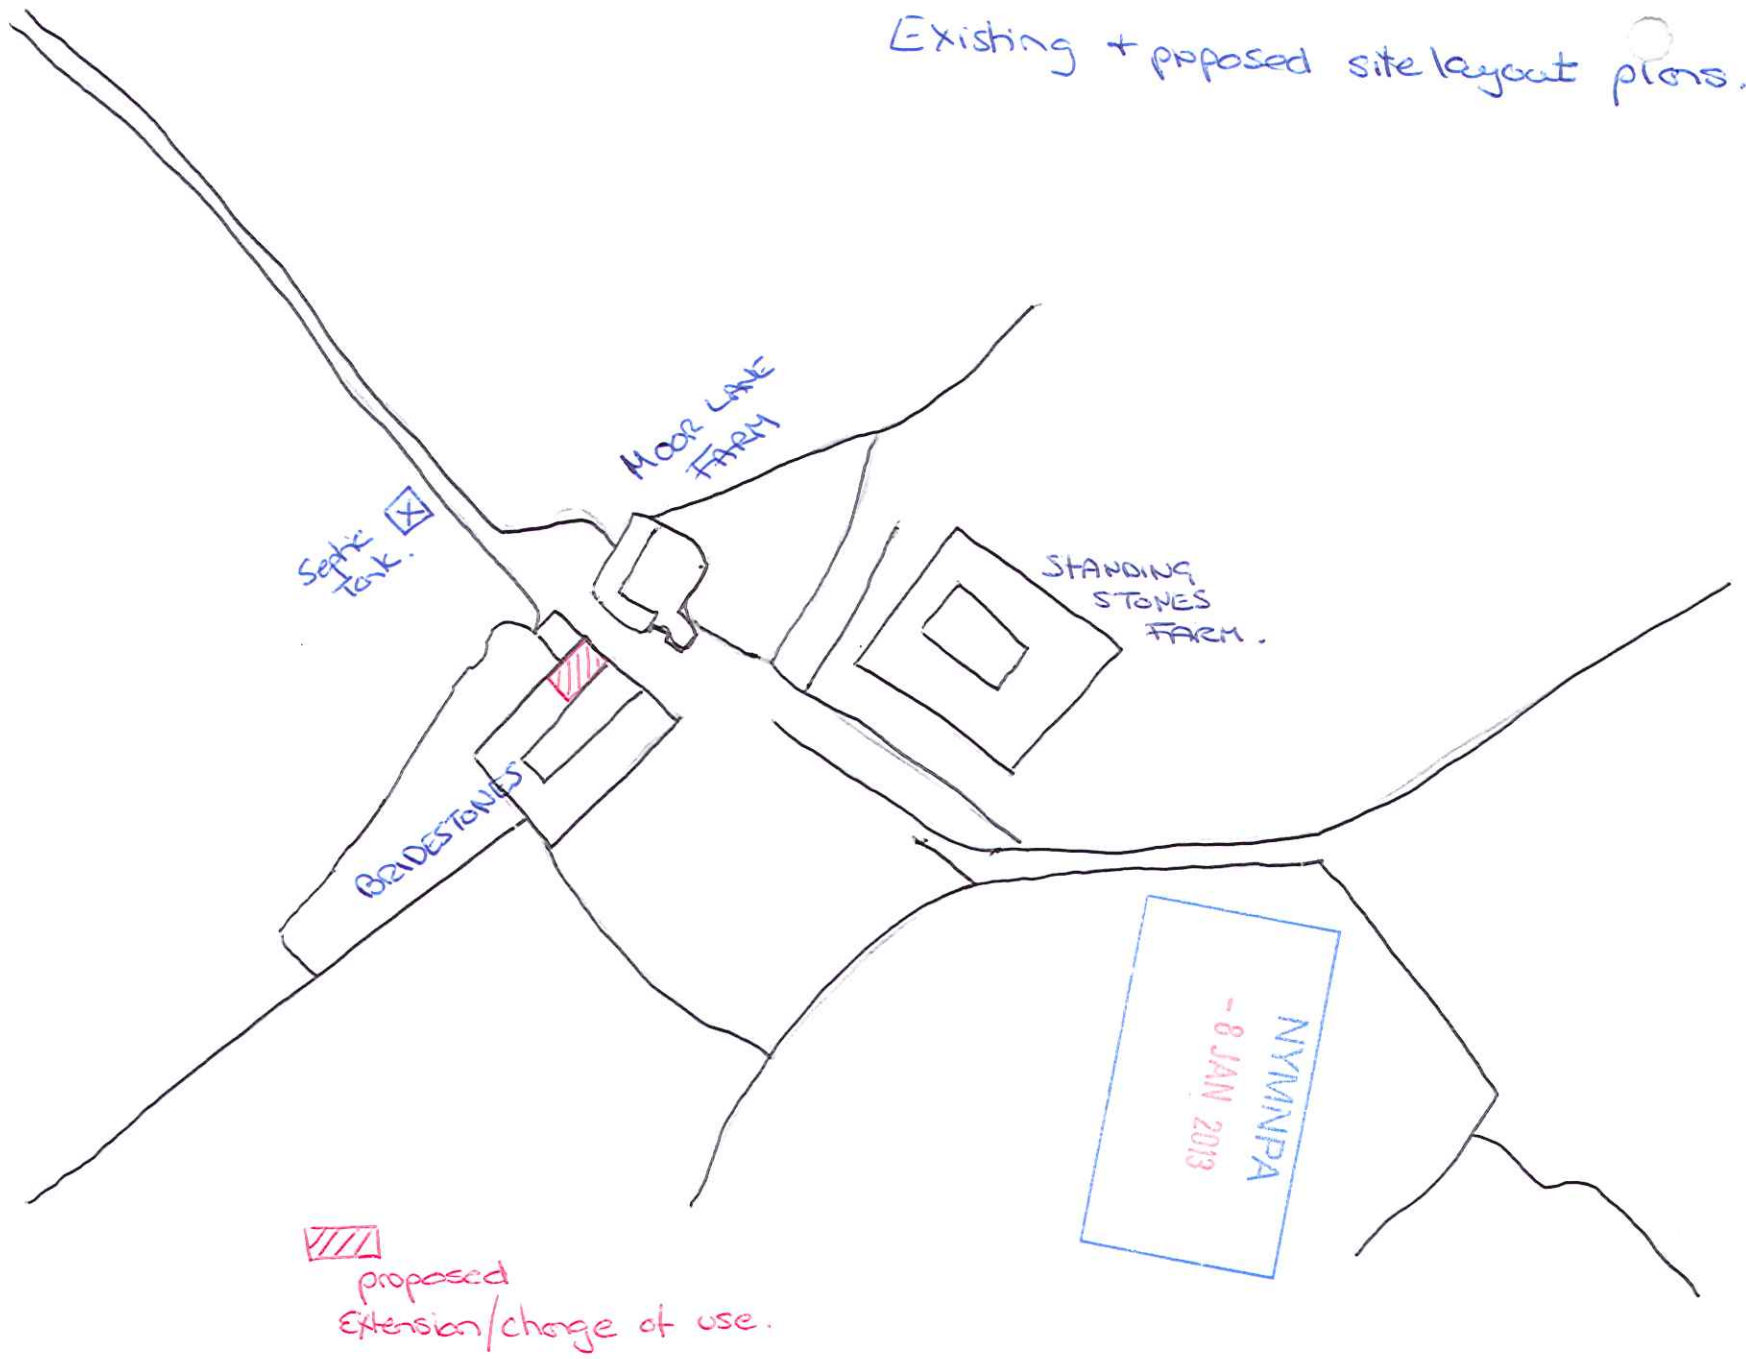 Existing + proposed site layout plans.
MOOR LANE
FARM
Septic
Tank.
STANDING
STONES
FARM.
BRIDESTONES
NYMNPA
- 8 JAN 2013
proposed
Extension/change of use.